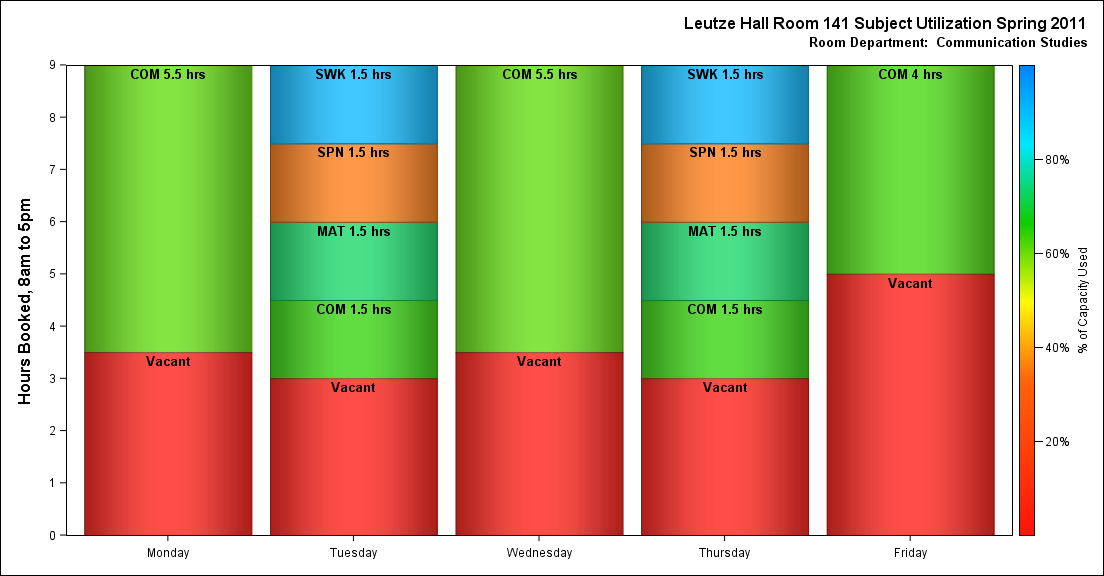 Leutze Hall Room 141 Subject Utilization Spring 2011
Room Department:  Communication Studies
Hours Booked, 8am to 5pm
9
8
7
6
5
4
3
2
1
0
COM 5.5 hrs
Vacant
SWK 1.5 hrs
SPN 1.5 hrs
MAT 1.5 hrs
COM 1.5 hrs
Vacant
COM 5.5 hrs
Vacant
SWK 1.5 hrs
SPN 1.5 hrs
MAT 1.5 hrs
COM 1.5 hrs
Vacant
COM 4 hrs
Vacant
Monday
Tuesday
Wednesday
Thursday
Friday
80%
60%
40%
20%
% of Capacity Used